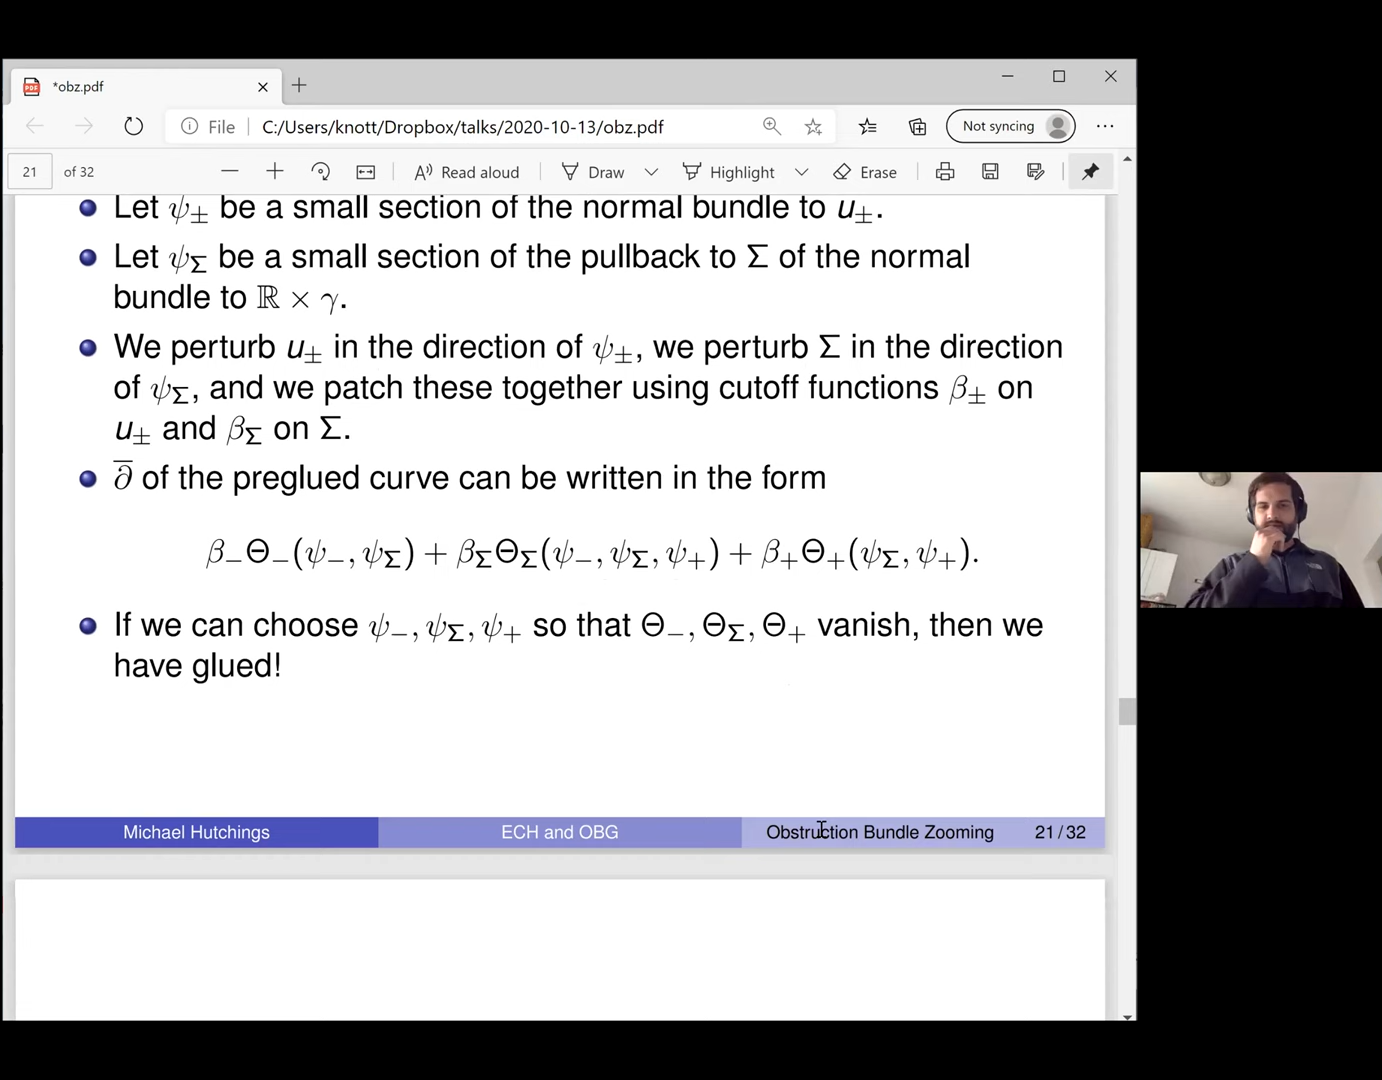 *obz.pdf
File C:/Users/knott/Dropbox/talks/2020-10-13/obz.pdf Not syncing
21 of 32 Read aloud Draw Highlight Erase
Let ψ± be a small section of the normal bundle to u±.
Let ψΣ be a small section of the pullback to Σ of the normal
bundle to ℝ × γ.
We perturb u± in the direction of ψ±, we perturb Σ in the direction
of ψΣ, and we patch these together using cutoff functions β± on
u± and βΣ on Σ.
∂̅ of the preglued curve can be written in the form
β₋Θ₋(ψ₋, ψΣ) + βΣΘΣ(ψ₋, ψΣ, ψ₊) + β₊Θ₊(ψΣ, ψ₊).
If we can choose ψ₋, ψΣ, ψ₊ so that Θ₋, ΘΣ, Θ₊ vanish, then we
have glued!
Michael Hutchings ECH and OBG Obstruction Bundle Zooming 21 / 32